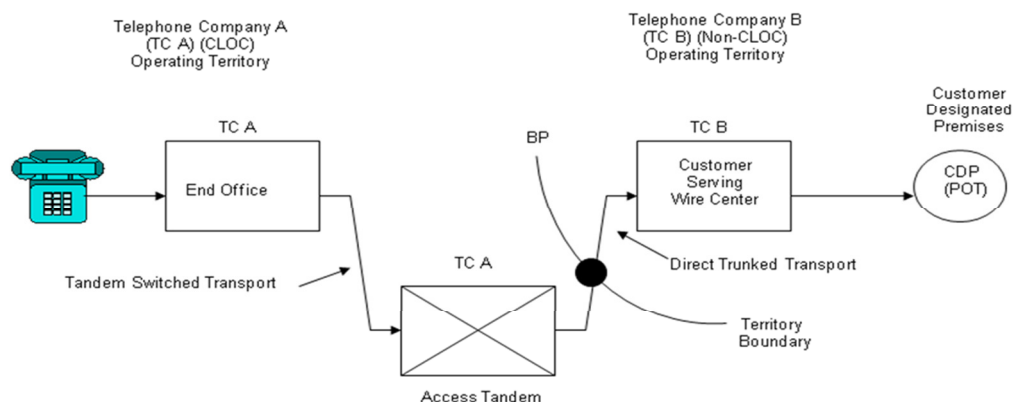 Telephone Company A
(TC A) (CLOC)
Operating Territory
Telephone Company B
(TC B) (Non-CLOC)
Operating Territory
Customer
Designated
Premises
TC A
BP
TC B
End Office
Customer
Serving
Wire Center
CDP
(POT)
Tandem Switched Transport
TC A
Direct Trunked Transport
Territory
Boundary
Access Tandem